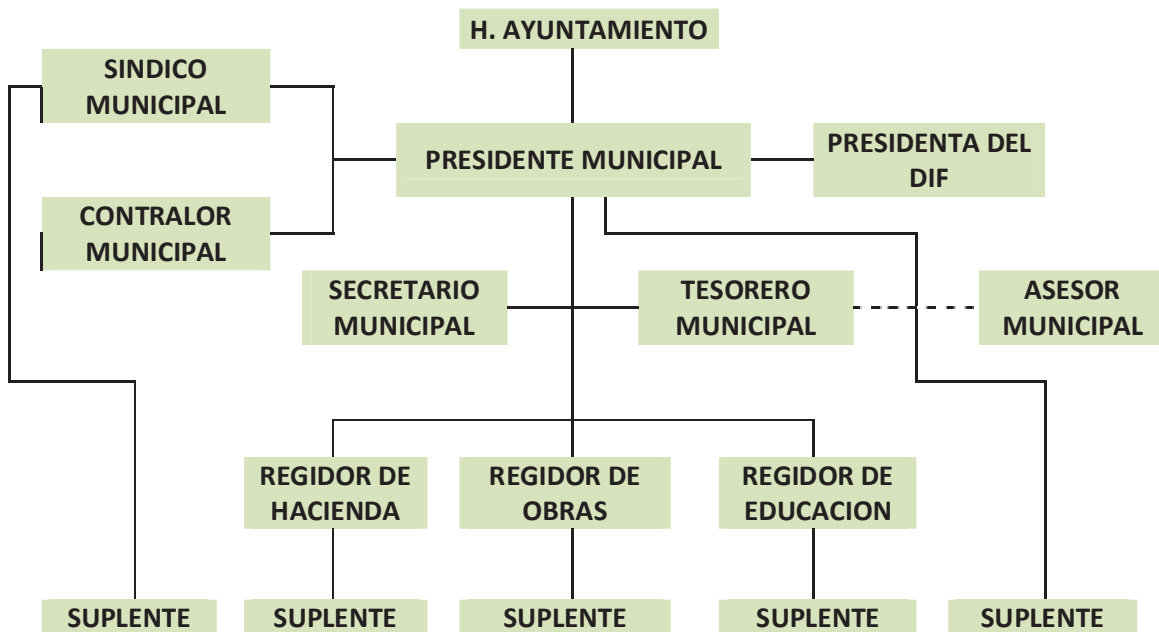 H. AYUNTAMIENTO
SINDICO
MUNICIPAL
PRESIDENTE MUNICIPAL
PRESIDENTA DEL
DIF
CONTRALOR
MUNICIPAL
SECRETARIO
MUNICIPAL
TESORERO
MUNICIPAL
ASESOR
MUNICIPAL
REGIDOR DE
HACIENDA
REGIDOR DE
OBRAS
REGIDOR DE
EDUCACION
SUPLENTE
SUPLENTE
SUPLENTE
SUPLENTE
SUPLENTE